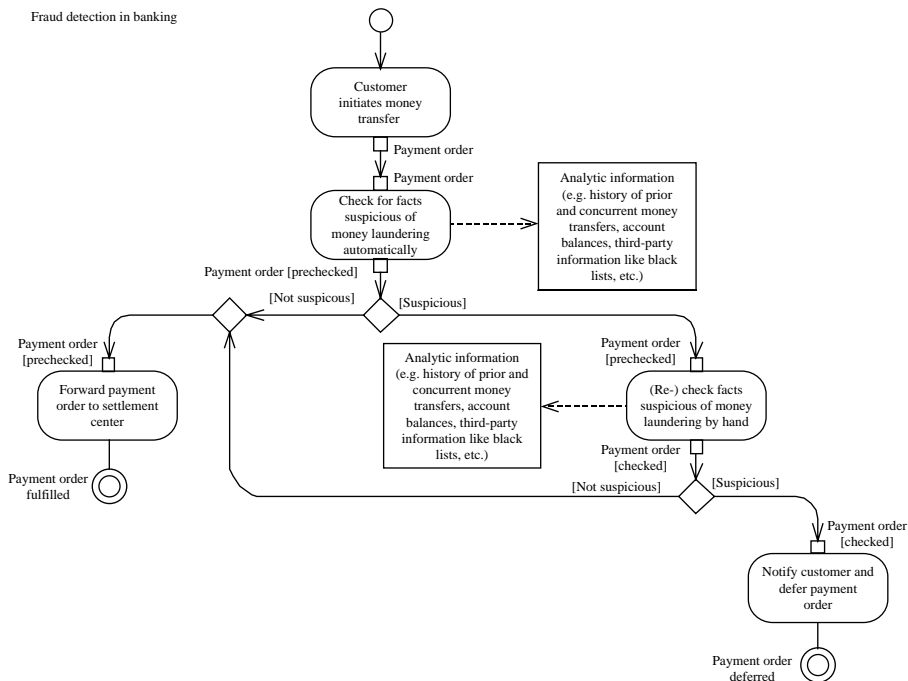 Fraud detection in banking
Customer
initiates money
transfer
Payment order
Payment order
Check for facts
suspicious of
money laundering
automatically
Analytic information
(e.g. history of prior
and concurrent money
transfers, account
balances, third-party
information like black
lists, etc.)
Payment order [prechecked]
[Not suspicous]
[Suspicious]
Payment order
[prechecked]
Forward payment
order to settlement
center
Payment order
fulfilled
Analytic information
(e.g. history of prior and
concurrent money
transfers, account
balances, third-party
information like black
lists, etc.)
Payment order
[prechecked]
(Re-) check facts
suspicious of money
laundering by hand
Payment order
[checked]
[Not suspicious]
[Suspicious]
Payment order
[checked]
Notify customer and
defer payment
order
Payment order
deferred